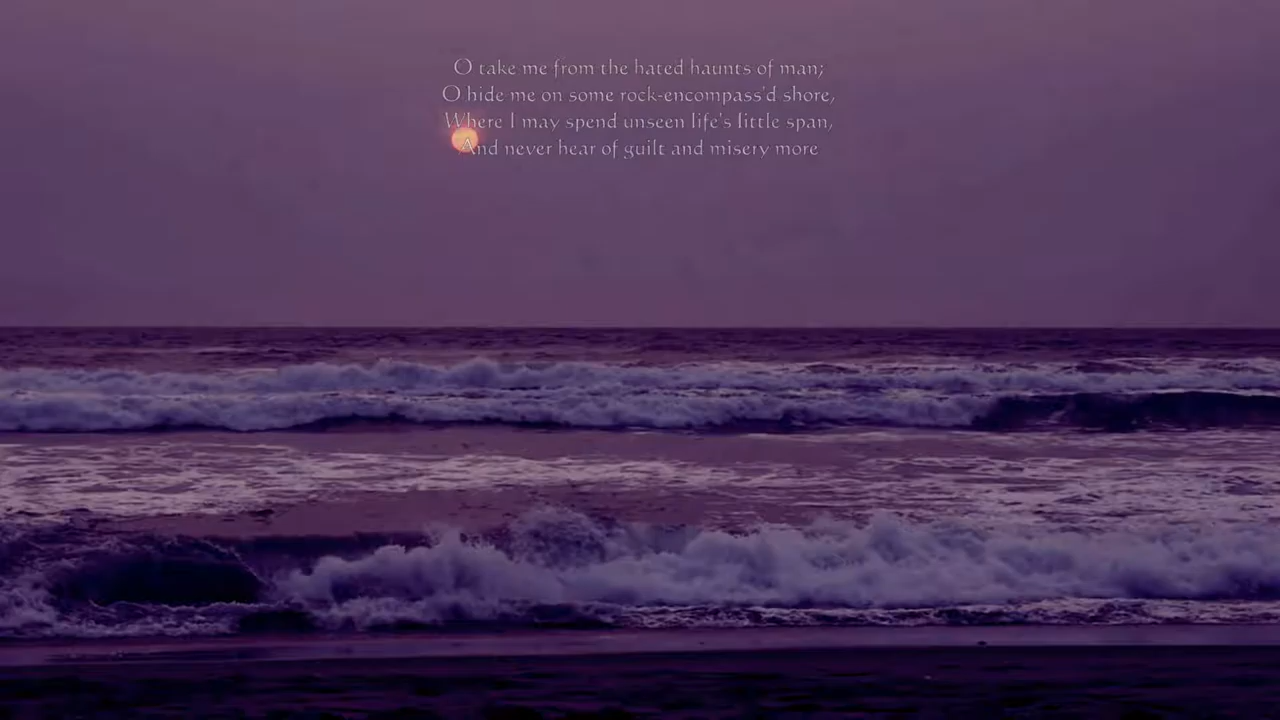 O take me from the hated haunts of man;
O hide me on some rock-encompass'd shore,
Where I may spend unseen life's little span,
And never hear of guilt and misery more